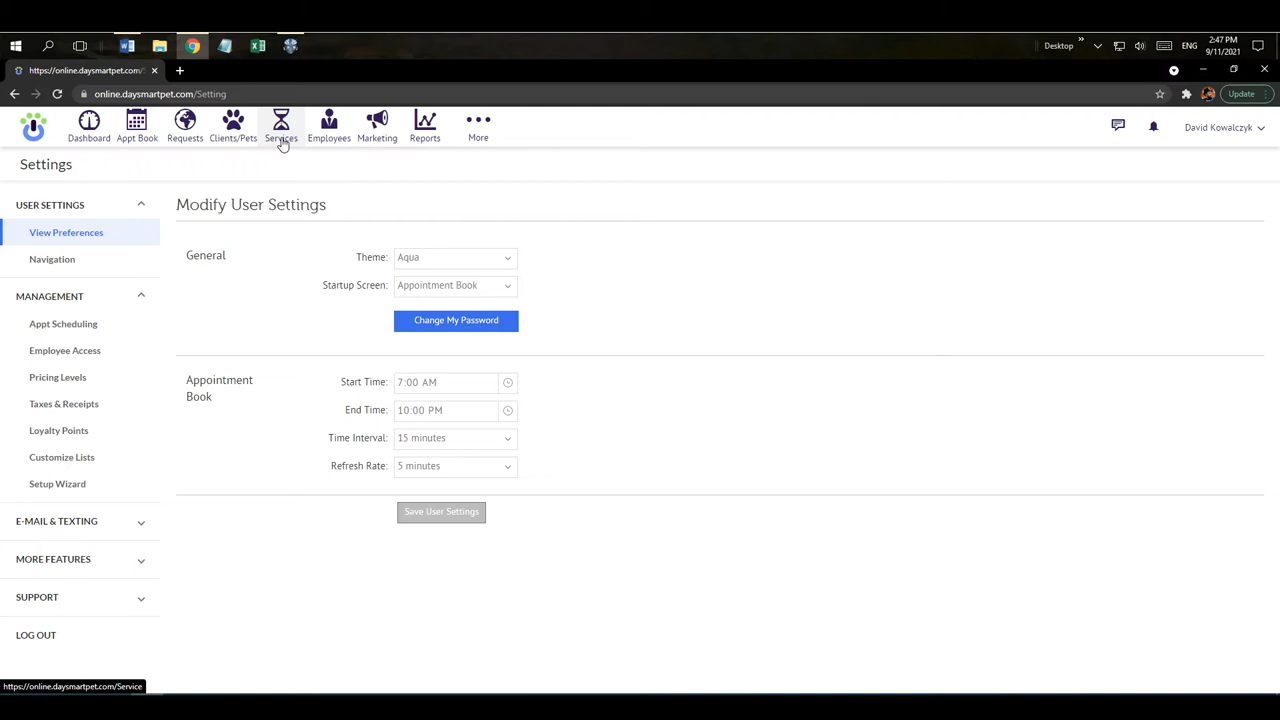 2:47 PM
Desktop
ENG
9/11/2021
https://online.daysmartpet.com/S
online.daysmartpet.com/Setting
Update
Dashboard
Appt Book
Requests
Clients/Pets
Services
Employees
Marketing
Reports
More
David Kowalczyk
Settings
USER SETTINGS
View Preferences
Navigation
MANAGEMENT
Appt Scheduling
Employee Access
Pricing Levels
Taxes & Receipts
Loyalty Points
Customize Lists
Setup Wizard
E-MAIL & TEXTING
MORE FEATURES
SUPPORT
LOG OUT
Modify User Settings
General
Theme:
Aqua
Startup Screen:
Appointment Book
Change My Password
Appointment
Book
Start Time:
7:00 AM
End Time:
10:00 PM
Time Interval:
15 minutes
Refresh Rate:
5 minutes
Save User Settings
https://online.daysmartpet.com/Service